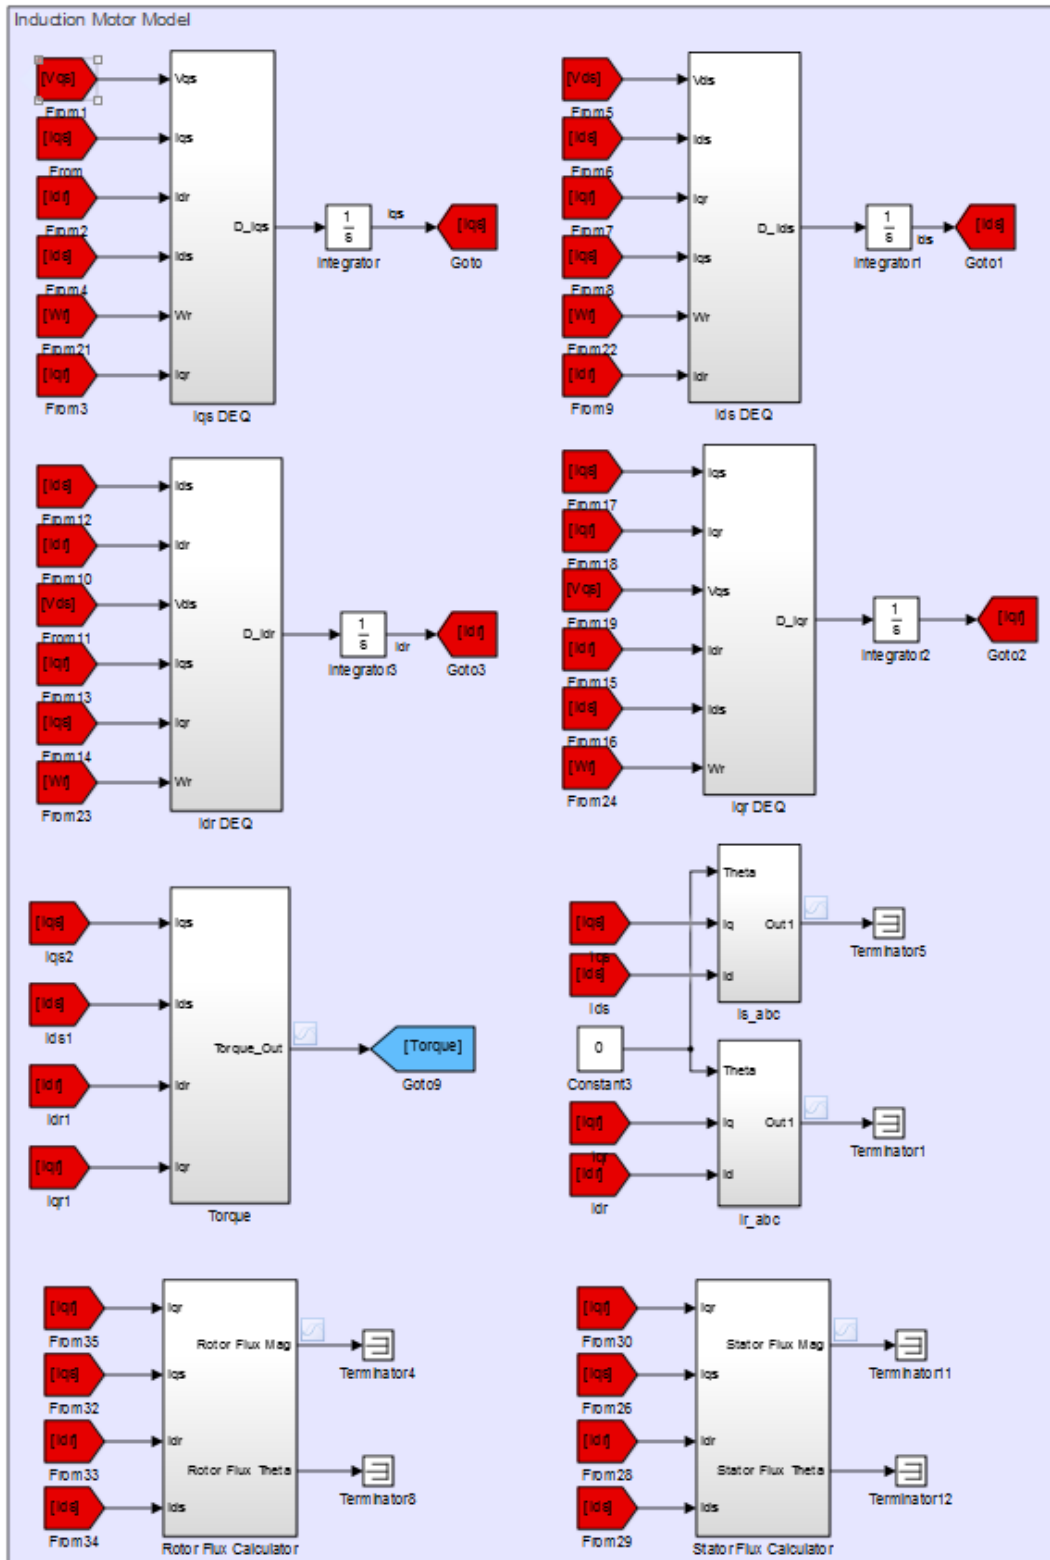 Induction Motor Model
[Vqs]
From1
[Iqs]
From
[Idr]
From2
[Ids]
From4
[Wr]
From21
[Iqr]
From3
Vqs
Iqs
Idr
Ids
Wr
Iqr
D_Iqs
Iqs DEQ
1
s
Integrator
Iqs
[Iqs]
Goto
[Vds]
From5
[Ids]
From6
[Iqr]
From7
[Iqs]
From8
[Wr]
From22
[Idr]
From9
Vds
Ids
Iqr
Iqs
Wr
Idr
D_Ids
Ids DEQ
1
s
Integrator1
Ids
[Ids]
Goto1
[Ids]
From12
[Idr]
From10
[Vds]
From11
[Iqr]
From13
[Iqs]
From14
[Wr]
From23
Ids
Idr
Vds
Iqs
Iqr
Wr
D_Idr
Idr DEQ
1
s
Integrator3
Idr
[Idr]
Goto3
[Iqs]
From17
[Iqr]
From18
[Vqs]
From19
[Idr]
From15
[Ids]
From16
[Wr]
From24
Iqs
Iqr
Vqs
Idr
Ids
Wr
D_Iqr
Iqr DEQ
1
s
Integrator2
[Iqr]
Goto2
[Iqs]
Iqs2
[Ids]
Ids1
[Idr]
Idr1
[Iqr]
Iqr1
Iqs
Ids
Idr
Iqr
Torque_Out
Torque
[Torque]
Goto9
[Iqs]
Iqs
[Ids]
Ids
0
Constant3
[Iqr]
Iqr
[Idr]
Idr
Theta
Iq
Id
Out1
Is_abc
Terminator5
Theta
Iq
Id
Out1
Ir_abc
Terminator1
[Iqr]
From35
[Iqs]
From32
[Idr]
From33
[Ids]
From34
Iqr
Iqs
Idr
Ids
Rotor Flux Mag
Rotor Flux Theta
Rotor Flux Calculator
Terminator4
Terminator8
[Iqr]
From30
[Iqs]
From26
[Idr]
From28
[Ids]
From29
Iqr
Iqs
Idr
Ids
Stator Flux Mag
Stator Flux Theta
Stator Flux Calculator
Terminator11
Terminator12